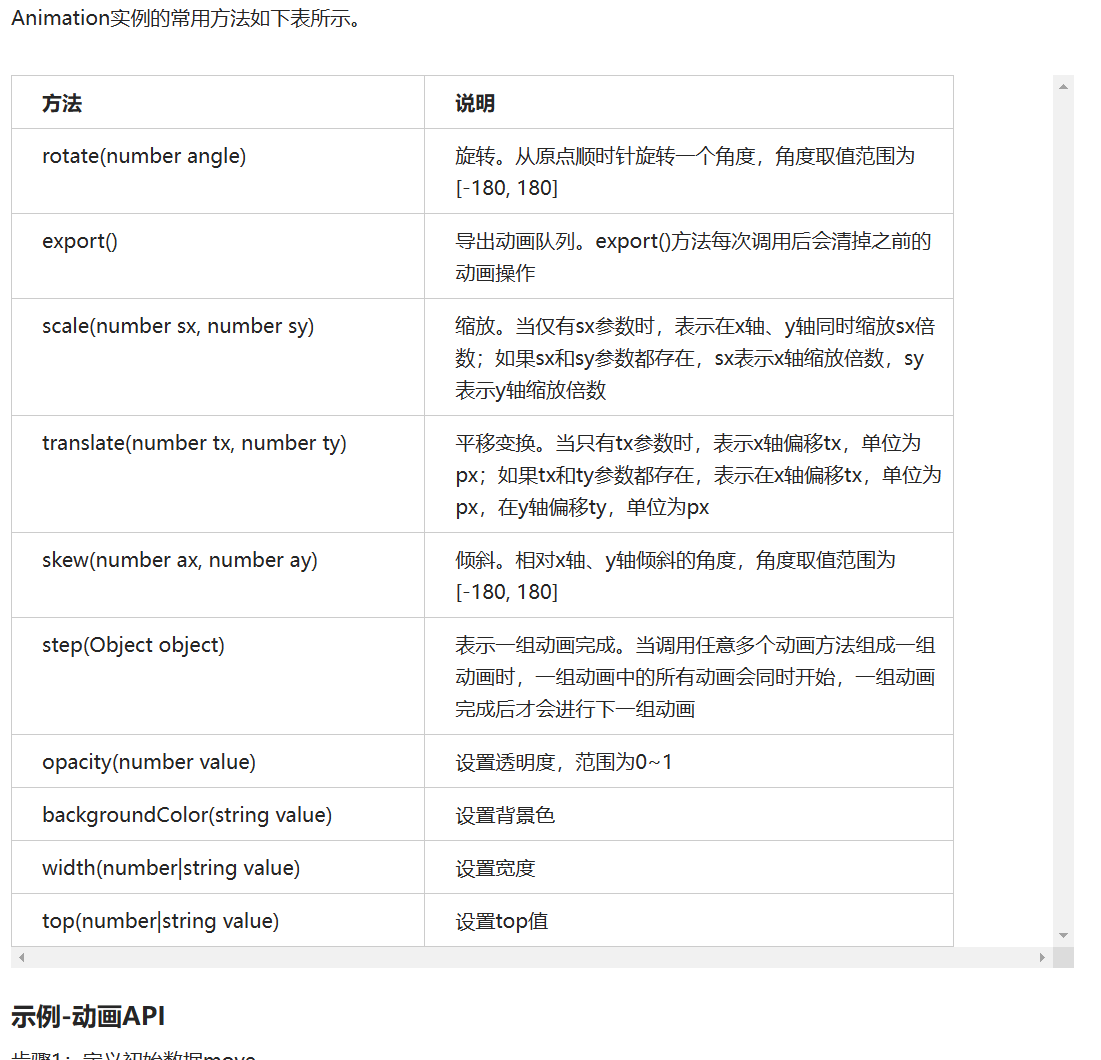 Animation实例的常用方法如下表所示。
方法
说明
rotate(number angle)
旋转。从原点顺时针旋转一个角度，角度取值范围为
[-180, 180]
export()
导出动画队列。export()方法每次调用后会清掉之前的
动画操作
scale(number sx, number sy)
缩放。当仅有sx参数时，表示在x轴、y轴同时缩放sx倍
数；如果sx和sy参数都存在，sx表示x轴缩放倍数，sy
表示y轴缩放倍数
translate(number tx, number ty)
平移变换。当只有tx参数时，表示x轴偏移tx，单位为
px；如果tx和ty参数都存在，表示在x轴偏移tx，单位为
px，在y轴偏移ty，单位为px
skew(number ax, number ay)
倾斜。相对x轴、y轴倾斜的角度，角度取值范围为
[-180, 180]
step(Object object)
表示一组动画完成。当调用任意多个动画方法组成一组
动画时，一组动画中的所有动画会同时开始，一组动画
完成后才会进行下一组动画
opacity(number value)
设置透明度，范围为0~1
backgroundColor(string value)
设置背景色
width(number|string value)
设置宽度
top(number|string value)
设置top值
示例-动画API
步骤1：定义初始数据move